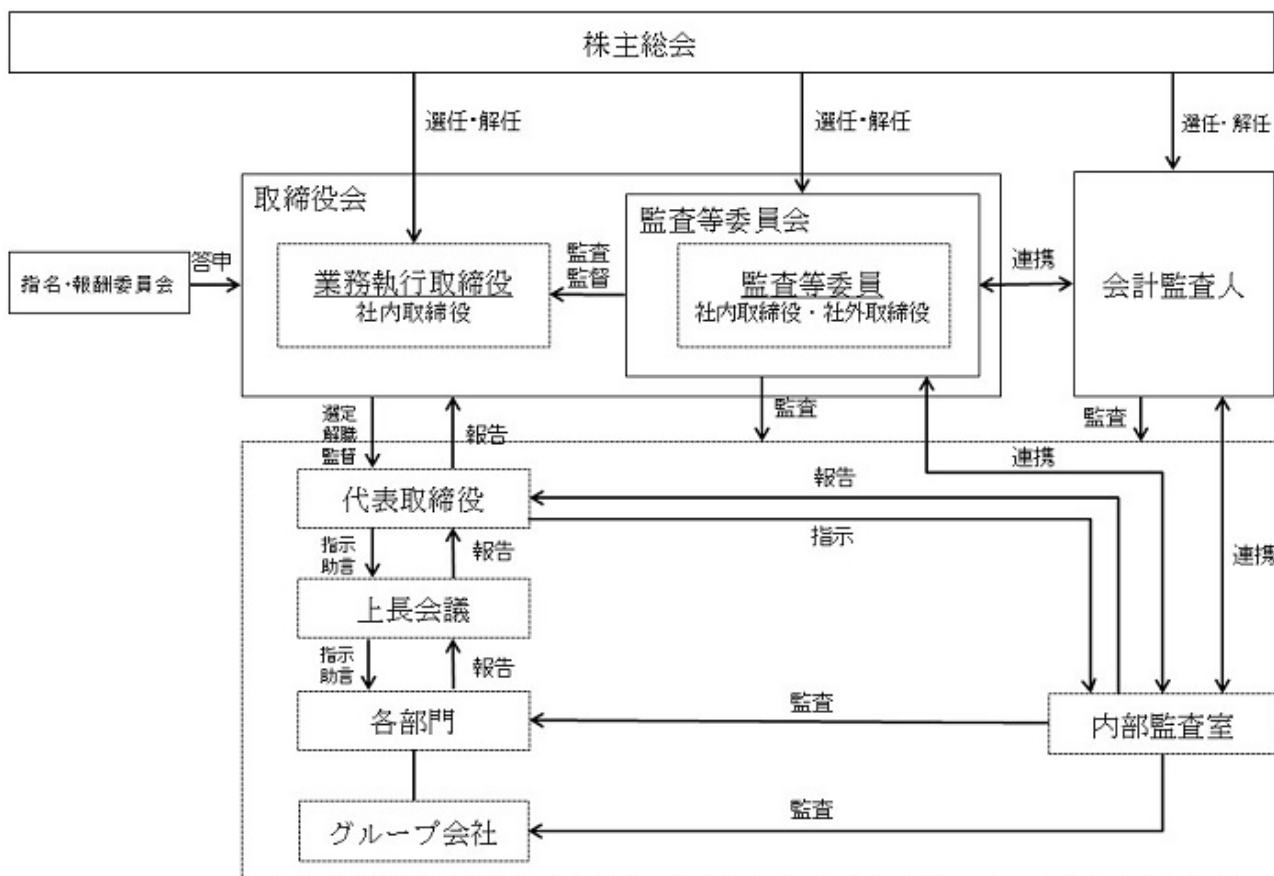 株主総会
選任・解任
選任・解任
選任・解任
取締役会
監査等委員会
指名・報酬委員会
答申
業務執行取締役
社内取締役
監査
監督
監査等委員
社内取締役・社外取締役
連携
会計監査人
選定
解職
監督
報告
監査
連携
監査
代表取締役
報告
指示
指示
助言
報告
連携
上長会議
指示
助言
報告
各部門
監査
内部監査室
グループ会社
監査